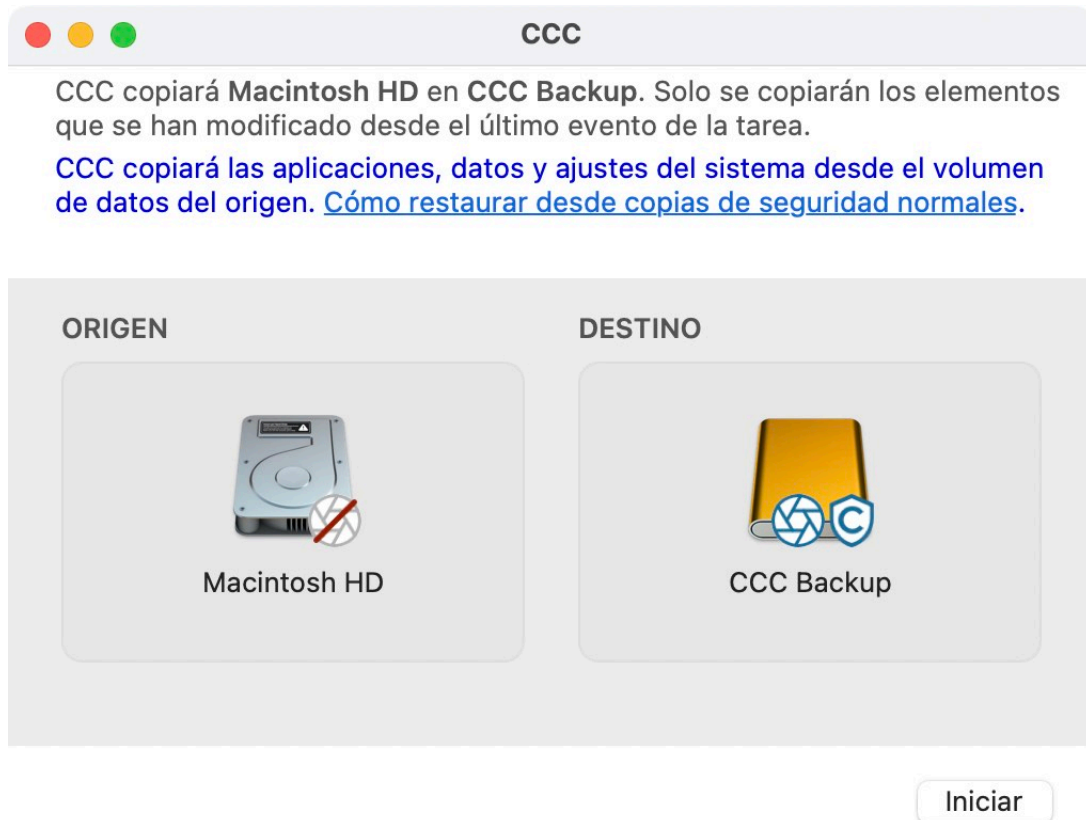 CCC
CCC copiará Macintosh HD en CCC Backup. Solo se copiarán los elementos
que se han modificado desde el último evento de la tarea.
CCC copiará las aplicaciones, datos y ajustes del sistema desde el volumen
de datos del origen. Cómo restaurar desde copias de seguridad normales.
ORIGEN
DESTINO
Macintosh HD
CCC Backup
Iniciar